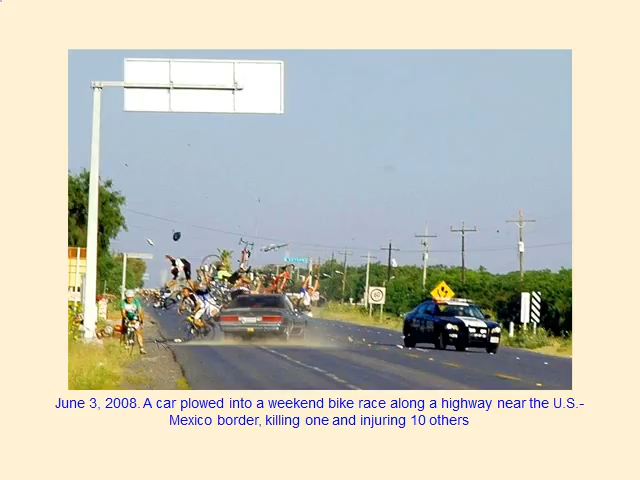 June 3, 2008. A car plowed into a weekend bike race along a highway near the U.S.-
Mexico border, killing one and injuring 10 others